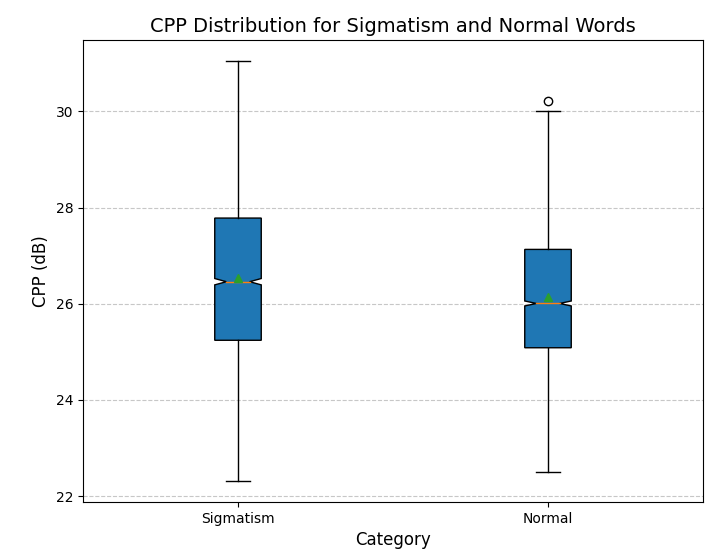 CPP Distribution for Sigmatism and Normal Words
CPP (dB)
30
28
26
24
22
Sigmatism Normal
Category